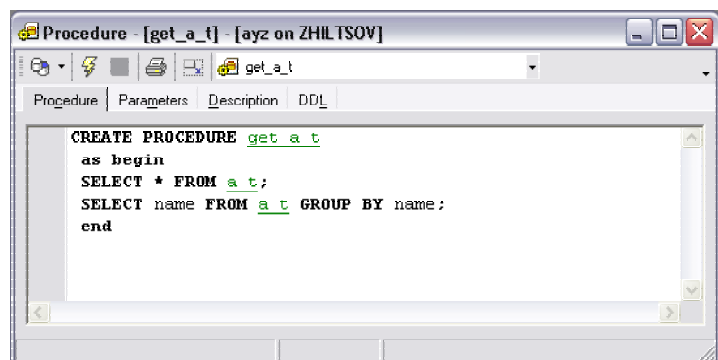 Procedure - [get_a_t] - [ayz on ZHILTSOV]
get_a_t
Procedure Parameters Description DDL
CREATE PROCEDURE get_a_t
as begin
SELECT * FROM a_t;
SELECT name FROM a_t GROUP BY name;
end